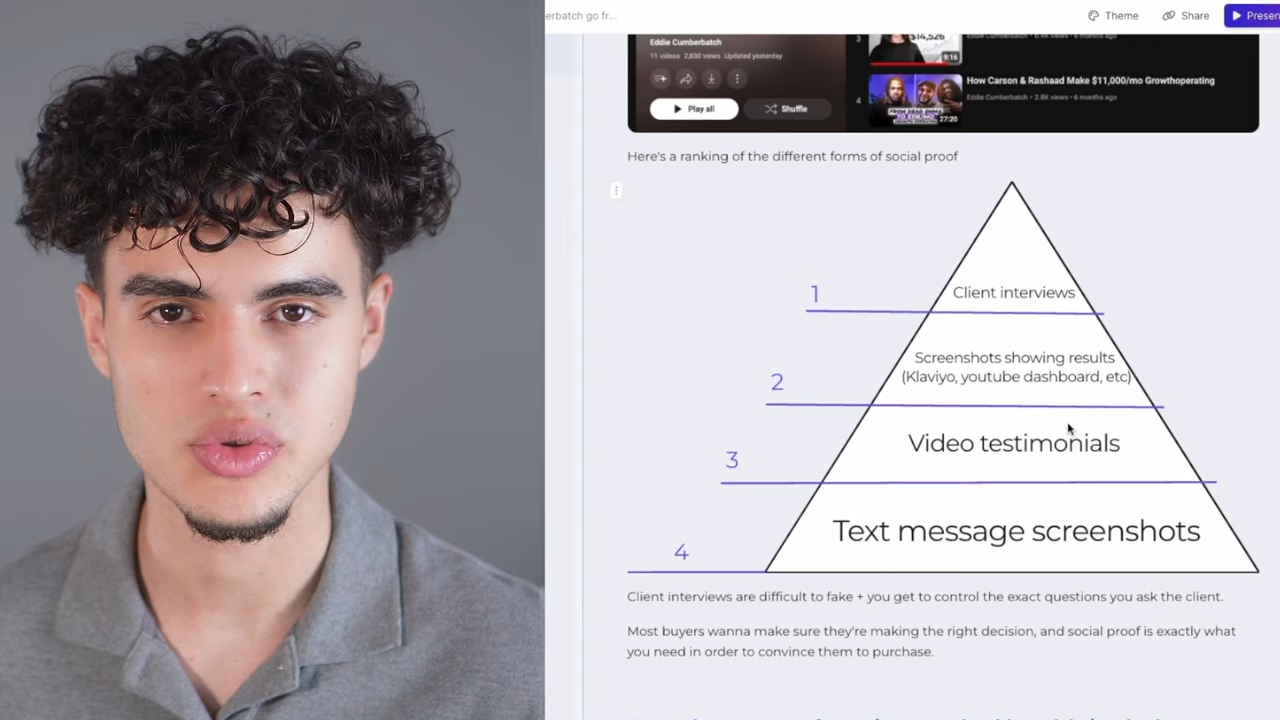 erbatch go fr...
Theme
Share
Presen
$14,526
9:16
Eddie Cumberbatch
11 videos 2,830 views Updated yesterday
Play all
Shuffle
3
4
How Carson & Rashaad Make $11,000/mo Growthoperating
Eddie Cumberbatch • 2.8K views • 6 months ago
27:20
Here's a ranking of the different forms of social proof
1
Client interviews
2
Screenshots showing results
(Klaviyo, youtube dashboard, etc)
3
Video testimonials
4
Text message screenshots
Client interviews are difficult to fake + you get to control the exact questions you ask the client.
Most buyers wanna make sure they're making the right decision, and social proof is exactly what
you need in order to convince them to purchase.